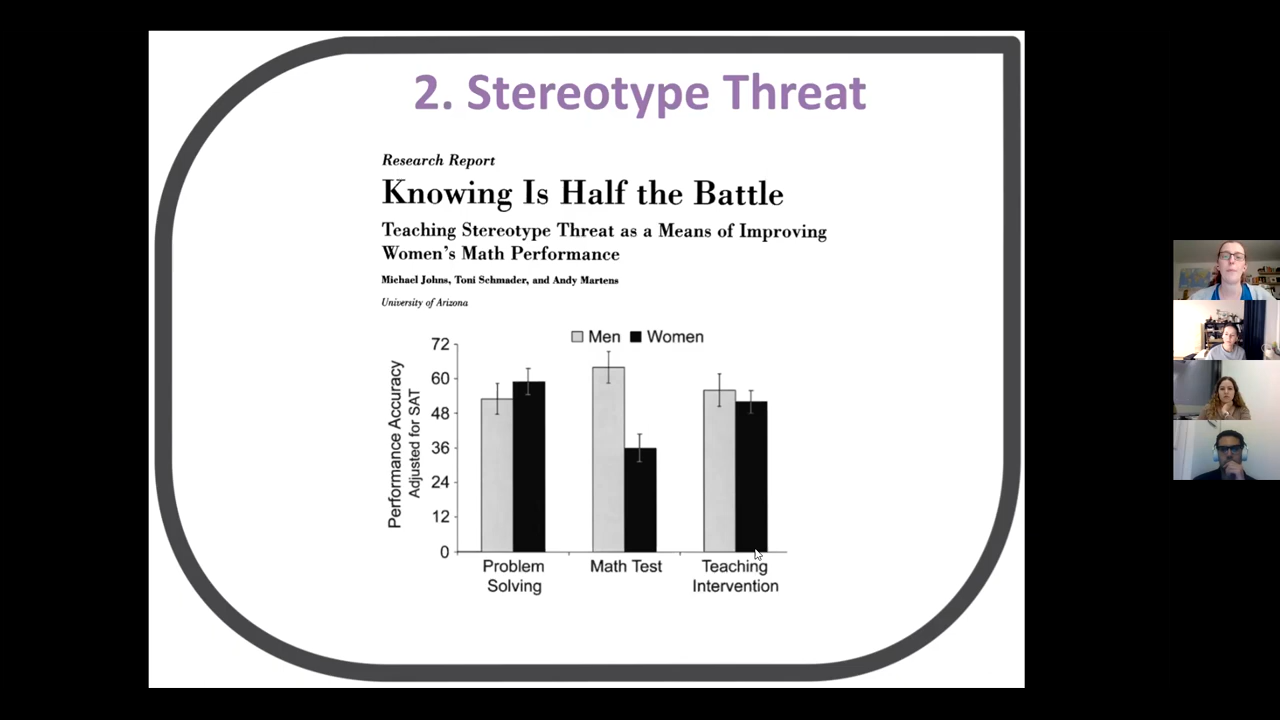 2. Stereotype Threat
Research Report
Knowing Is Half the Battle
Teaching Stereotype Threat as a Means of Improving
Women's Math Performance
Michael Johns, Toni Schmader, and Andy Martens
University of Arizona
Men Women
Performance Accuracy
Adjusted for SAT
72
60
48
36
24
12
0
Problem
Solving
Math Test
Teaching
Intervention